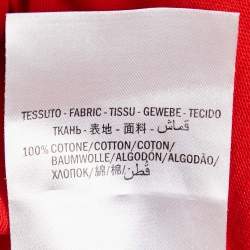 TESSUTO - FABRIC - TISSU - GEWEBE - TECIDO
ТКАНЬ - 表地 - 面料 - قماش
100% COTONE/COTTON/COTON/
BAUMWOLLE/ALGODÓN/ALGODÃO/
ХЛОПОК/綿/棉/قطن